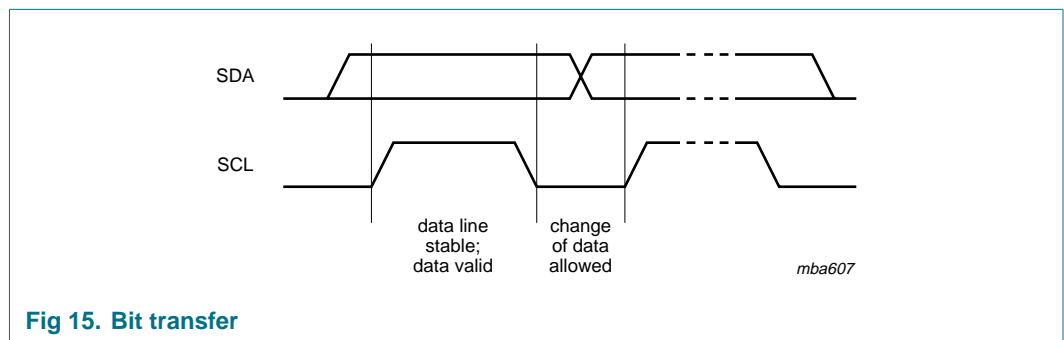 SDA
SCL
data line
stable;
data valid
change
of data
allowed
mba607
Fig 15. Bit transfer